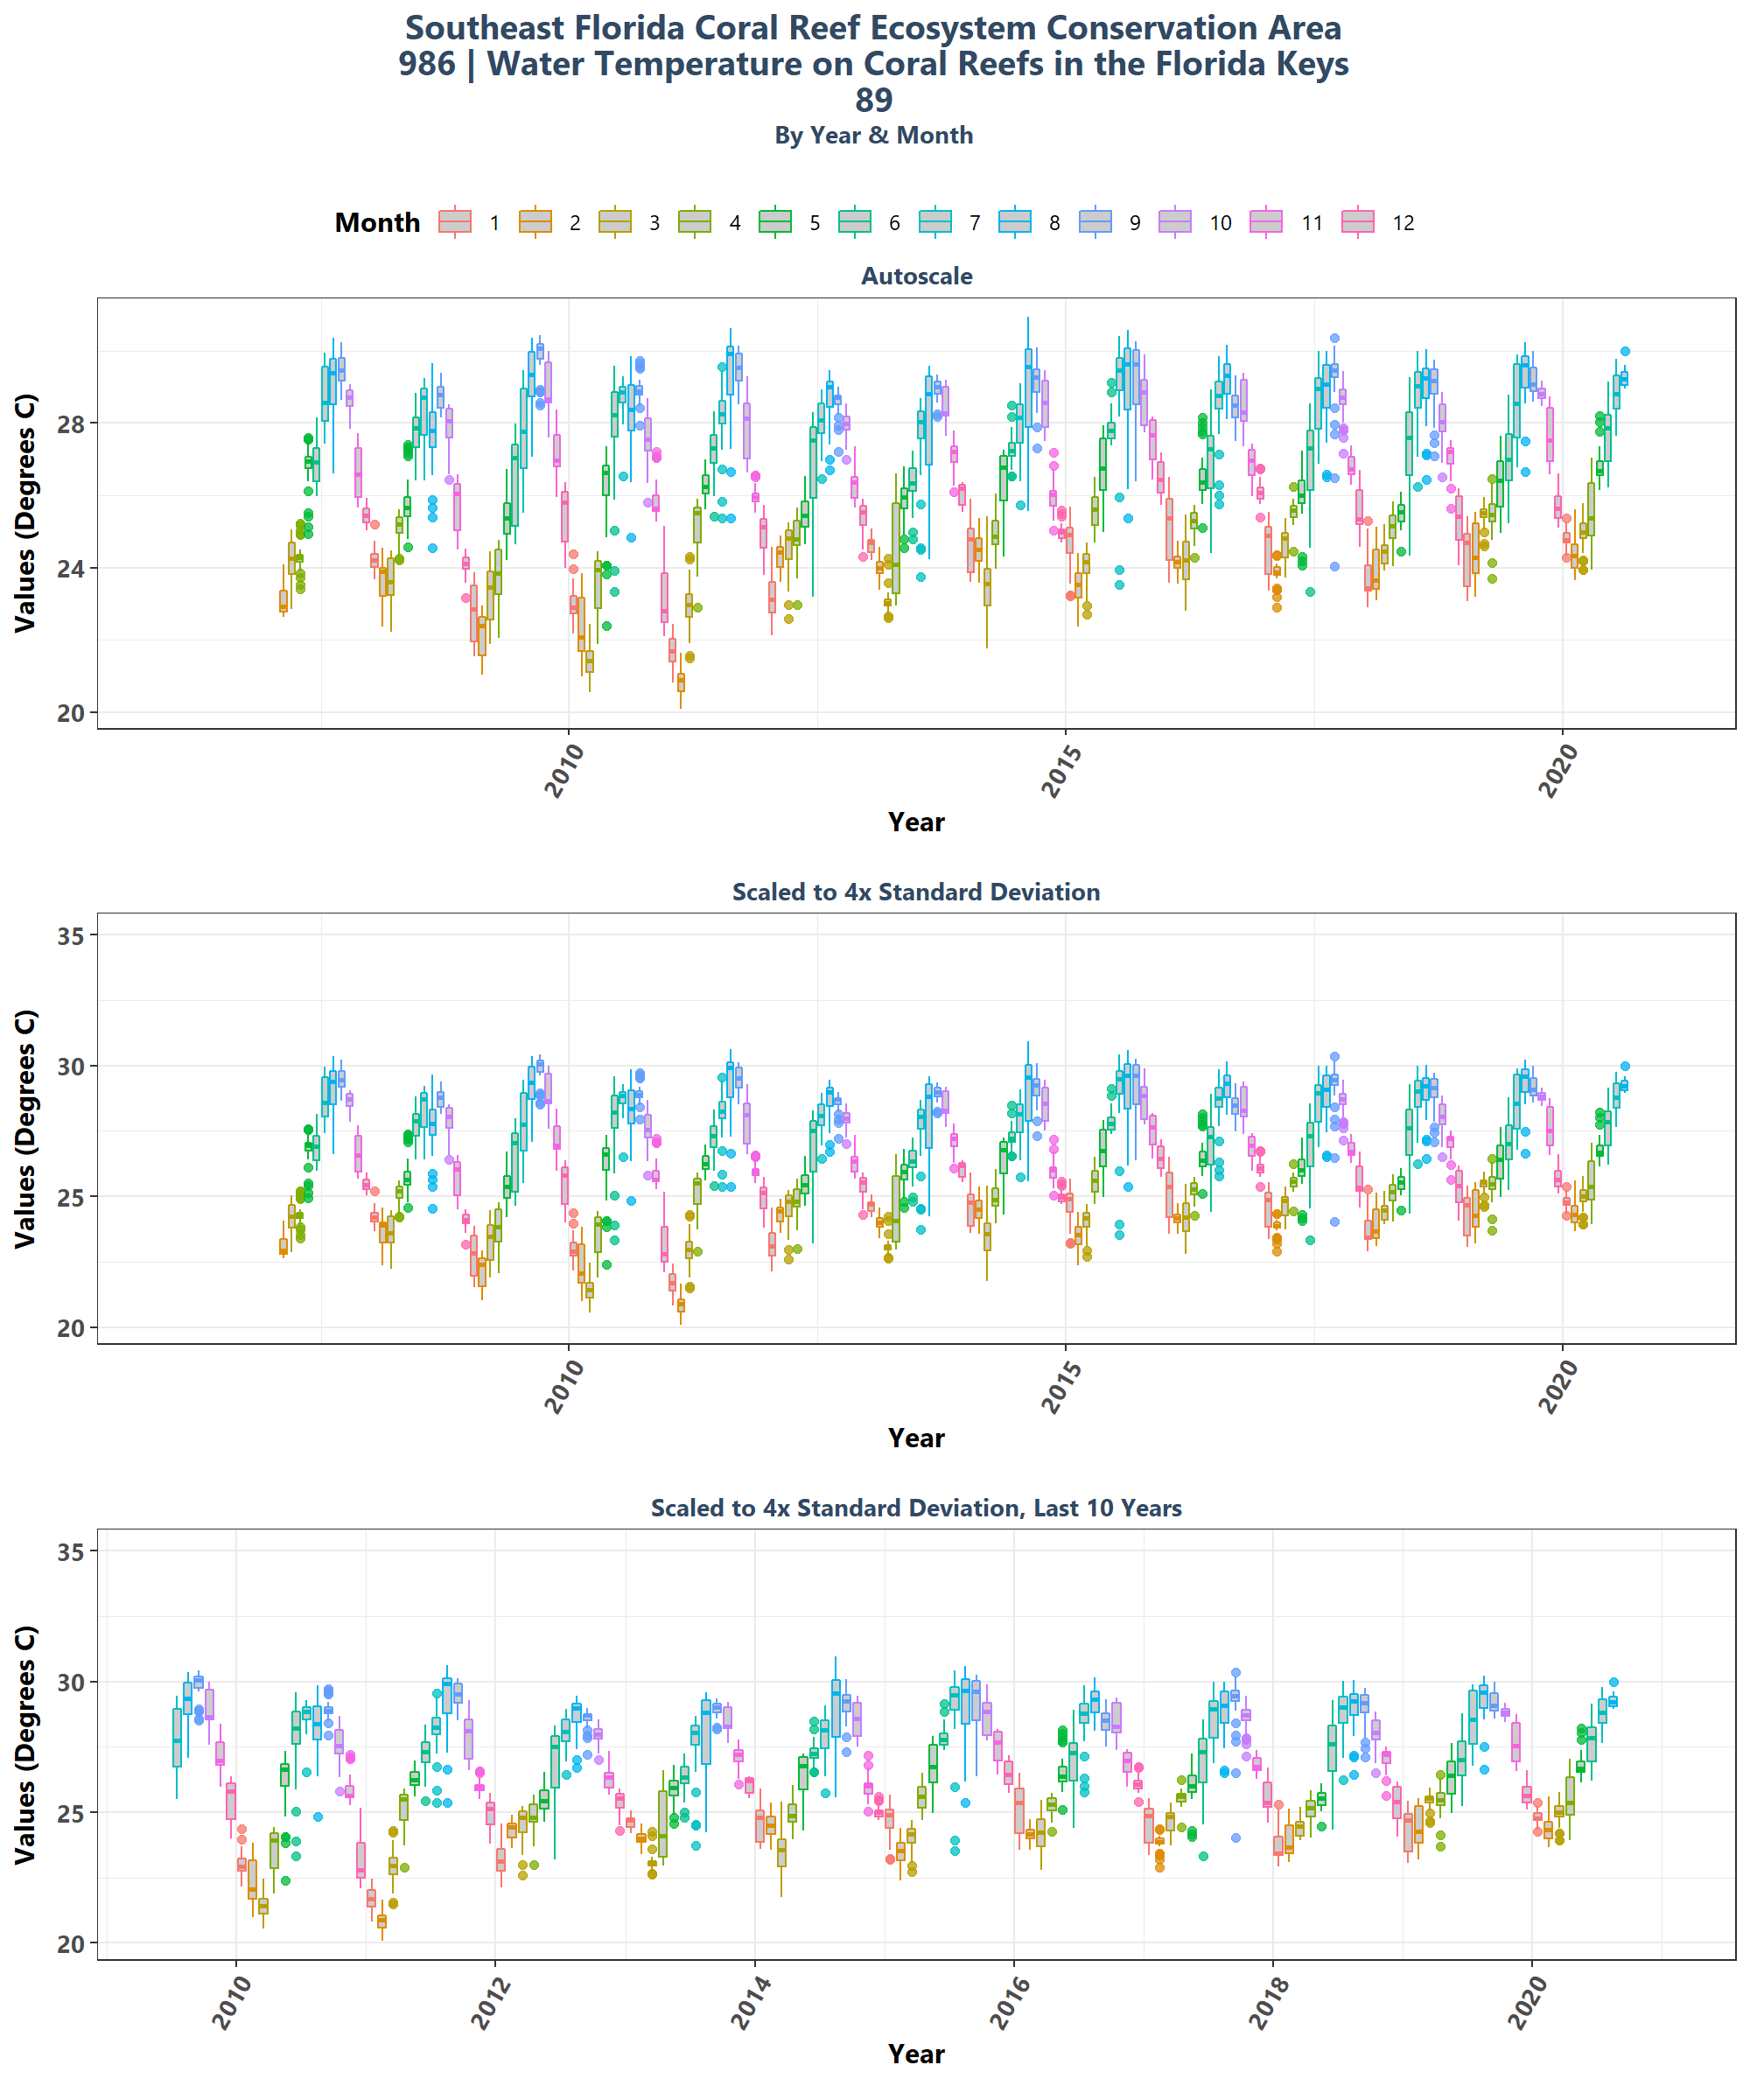 Southeast Florida Coral Reef Ecosystem Conservation Area
986 | Water Temperature on Coral Reefs in the Florida Keys
89
By Year & Month
Month 1 2 3 4 5 6 7 8 9 10 11 12
Autoscale
Values (Degrees C)
28
24
20
2010 2015 2020
Year
Scaled to 4x Standard Deviation
Values (Degrees C)
35
30
25
20
2010 2015 2020
Year
Scaled to 4x Standard Deviation, Last 10 Years
Values (Degrees C)
35
30
25
20
2010 2012 2014 2016 2018 2020
Year